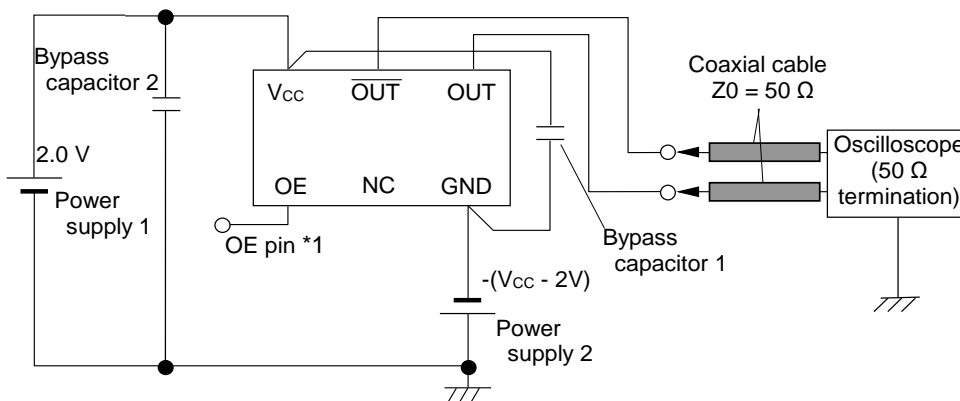 Bypass
capacitor 2
VCC
OUT
OUT
Coaxial cable
Z0 = 50 Ω
2.0 V
Power
supply 1
OE
NC
GND
Oscilloscope
(50 Ω
termination)
OE pin *1
Bypass
capacitor 1
-(VCC - 2V)
Power
supply 2